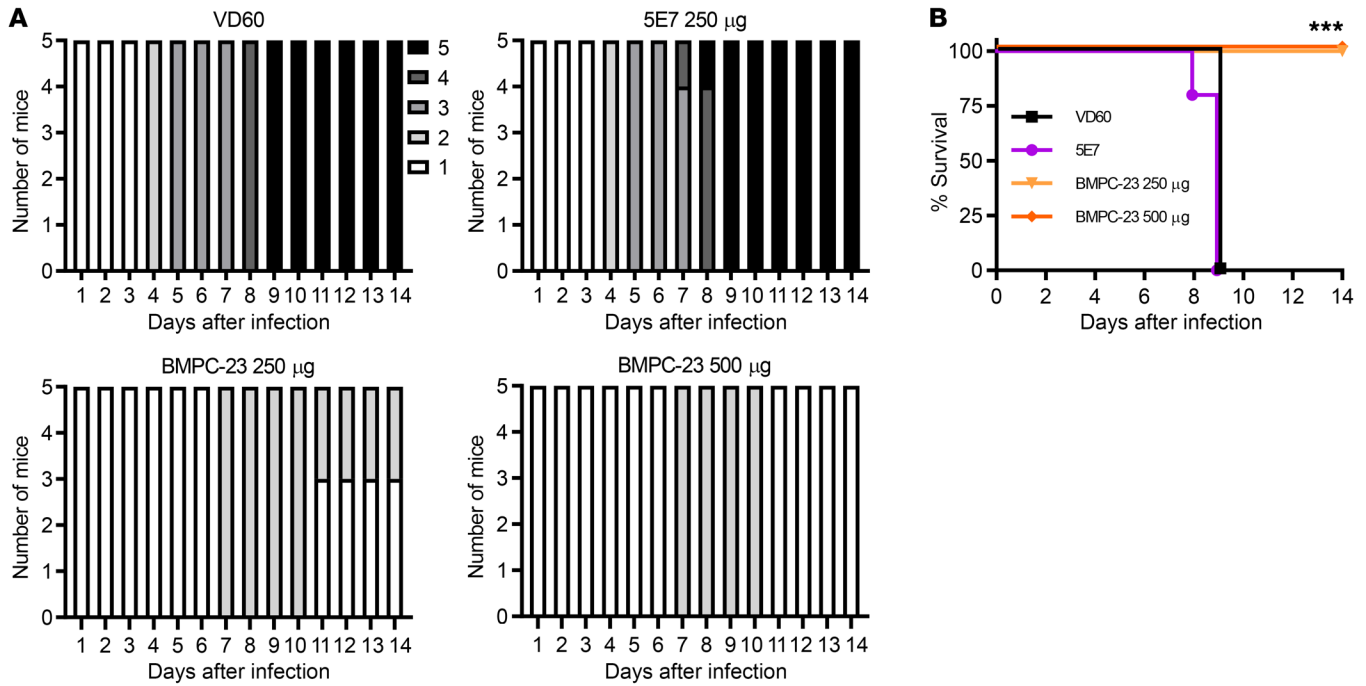 A
VD60
Number of mice
5
4
3
2
1
0
1 2 3 4 5 6 7 8 9 10 11 12 13 14
Days after infection
5
4
3
2
1
5E7 250 μg
Number of mice
5
4
3
2
1
0
1 2 3 4 5 6 7 8 9 10 11 12 13 14
Days after infection
B
***
% Survival
100
75
50
25
0
VD60
5E7
BMPC-23 250 μg
BMPC-23 500 μg
0 2 4 6 8 10 12 14
Days after infection
BMPC-23 250 μg
Number of mice
5
4
3
2
1
0
1 2 3 4 5 6 7 8 9 10 11 12 13 14
Days after infection
BMPC-23 500 μg
Number of mice
5
4
3
2
1
0
1 2 3 4 5 6 7 8 9 10 11 12 13 14
Days after infection